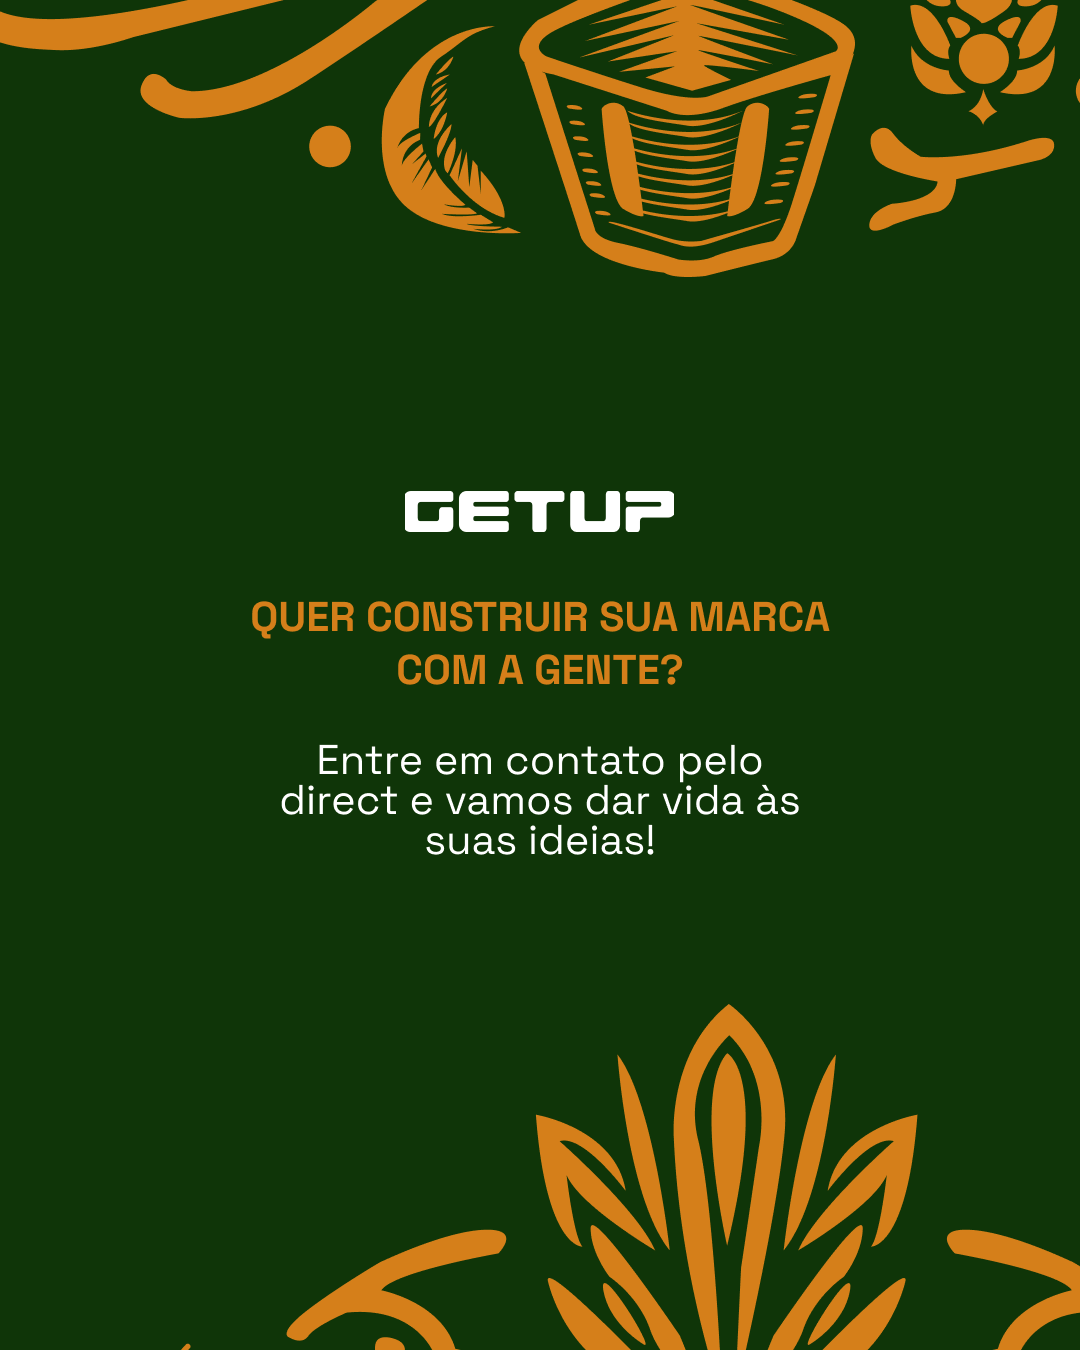 GETUP
QUER CONSTRUIR SUA MARCA
COM A GENTE?
Entre em contato pelo
direct e vamos dar vida às
suas ideias!